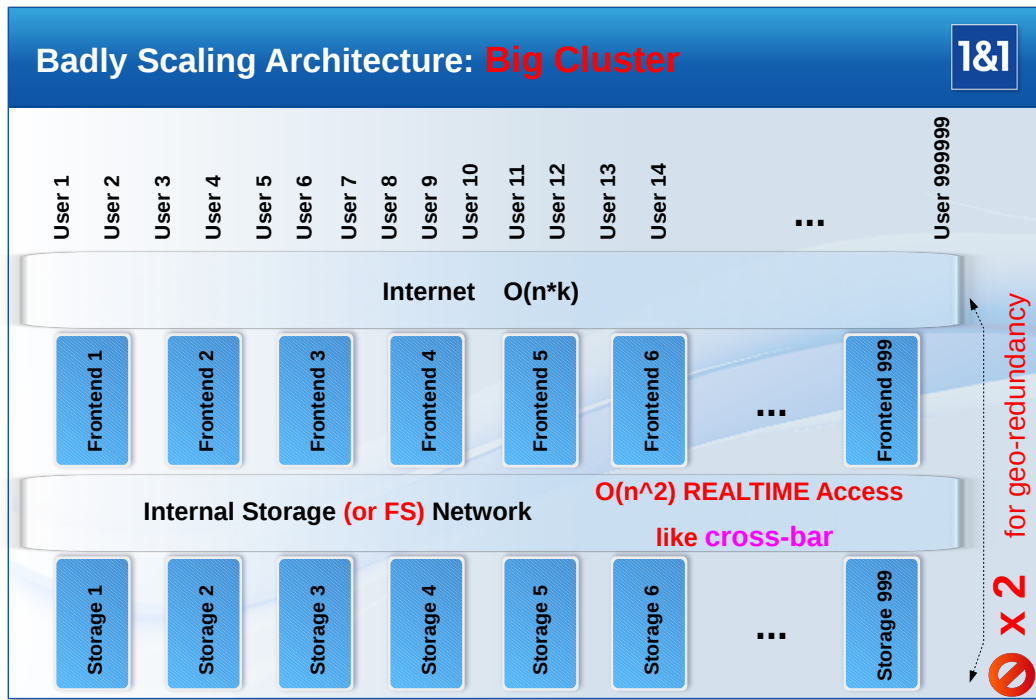 Badly Scaling Architecture: Big Cluster
1&1
User 1
User 2
User 3
User 4
User 5
User 6
User 7
User 8
User 9
User 10
User 11
User 12
User 13
User 14
...
User 999999
Internet O(n*k)
Frontend 1
Frontend 2
Frontend 3
Frontend 4
Frontend 5
Frontend 6
...
Frontend 999
Internal Storage (or FS) Network
O(n^2) REALTIME Access
like cross-bar
Storage 1
Storage 2
Storage 3
Storage 4
Storage 5
Storage 6
...
Storage 999
x 2 for geo-redundancy